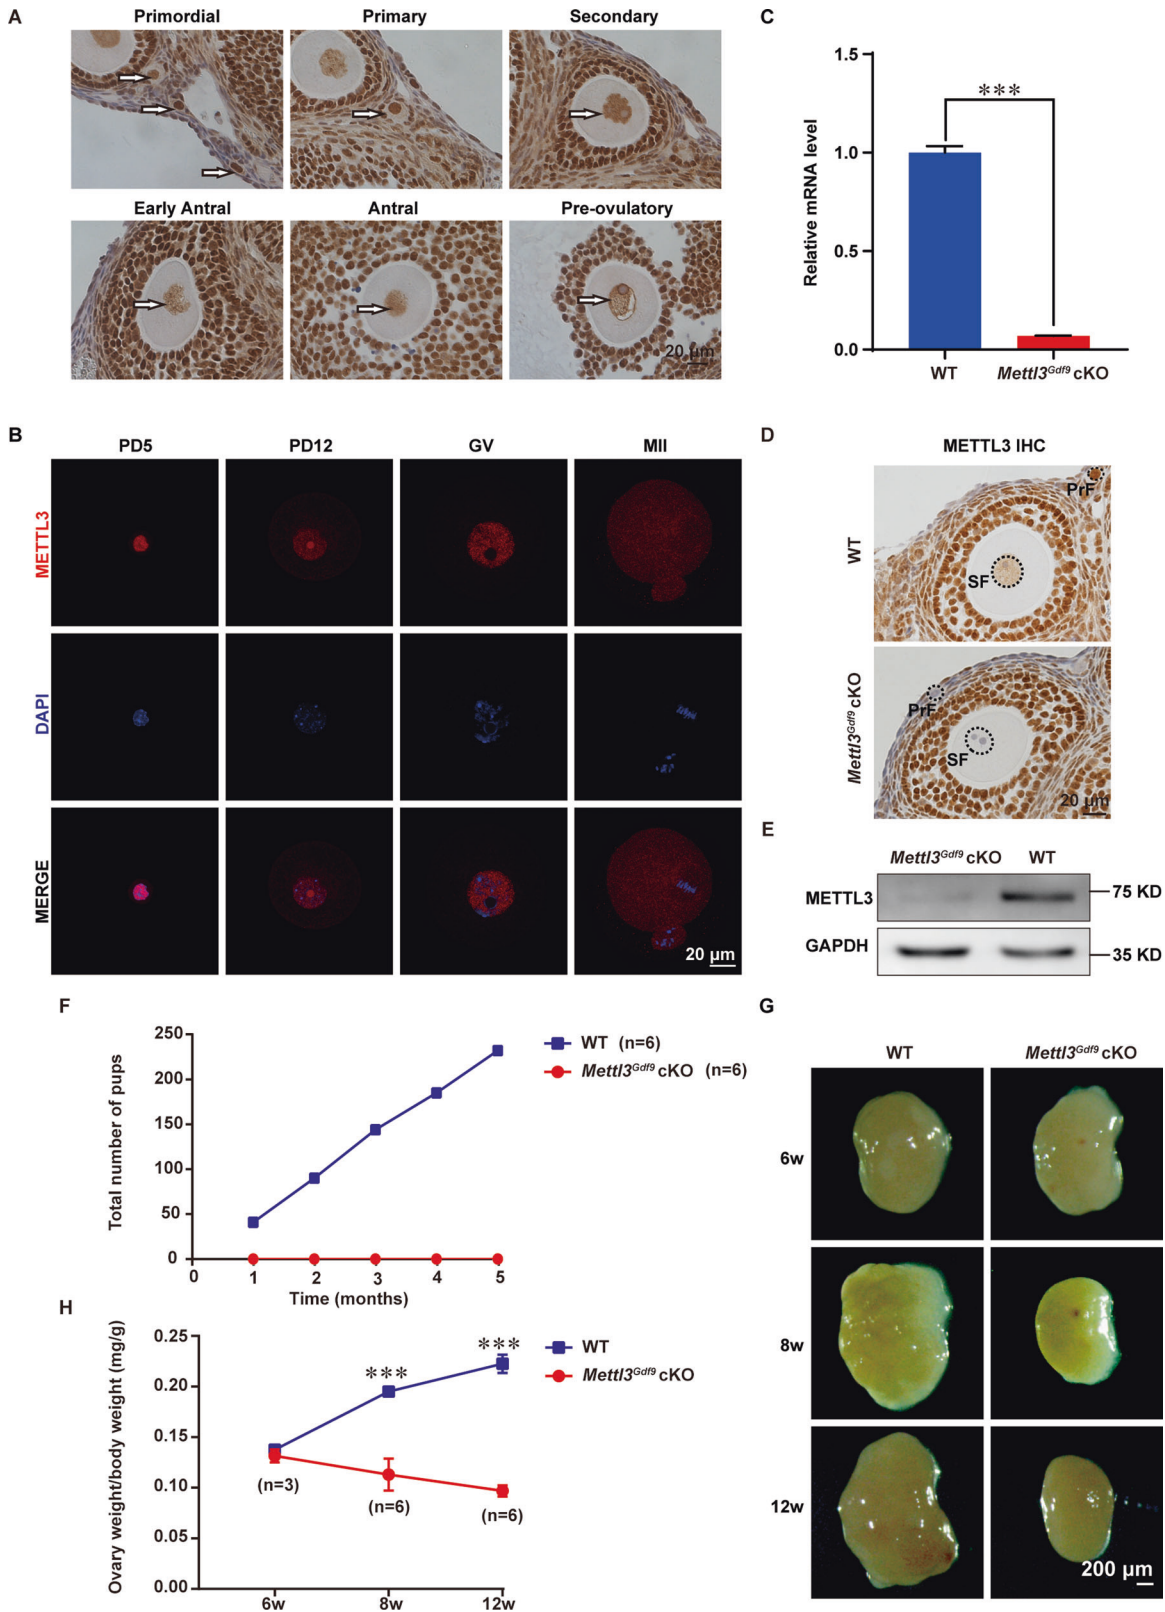 A
Primordial
Primary
Secondary
Early Antral
Antral
Pre-ovulatory
20 µm
B
PD5
PD12
GV
MII
METTL3
DAPI
MERGE
20 µm
C
Relative mRNA level
1.5
1.0
0.5
0.0
***
WT
Mettl3Gdf9 cKO
D
METTL3 IHC
WT
PrF
SF
Mettl3Gdf9 cKO
PrF
SF
20 µm
E
Mettl3Gdf9 cKO WT
METTL3
75 KD
GAPDH
35 KD
F
Total number of pups
250
200
150
100
50
0
0 1 2 3 4 5
Time (months)
WT (n=6)
Mettl3Gdf9 cKO (n=6)
G
WT
Mettl3Gdf9 cKO
6w
8w
12w
200 µm
H
Ovary weight/body weight (mg/g)
0.25
0.20
0.15
0.10
0.05
0.00
***
***
(n=3)
(n=6)
(n=6)
6w 8w 12w
WT
Mettl3Gdf9 cKO